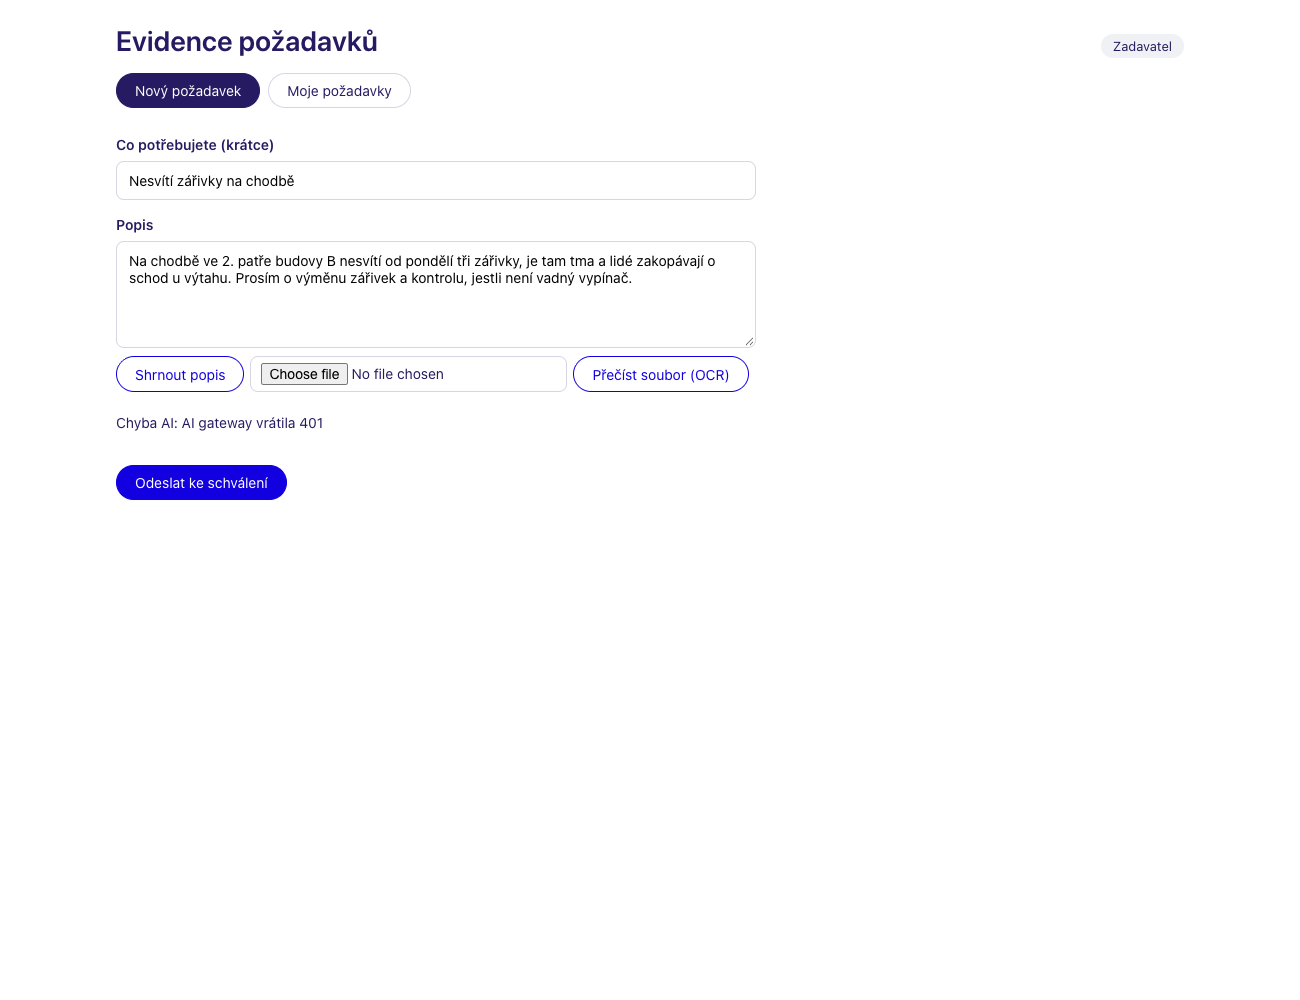 Evidence požadavků
Zadavatel
Nový požadavek
Moje požadavky
Co potřebujete (krátce)
Nesvítí zářivky na chodbě
Popis
Na chodbě ve 2. patře budovy B nesvítí od pondělí tři zářivky, je tam tma a lidé zakopávají o
schod u výtahu. Prosím o výměnu zářivek a kontrolu, jestli není vadný vypínač.
Shrnout popis
Choose file No file chosen
Přečíst soubor (OCR)
Chyba AI: AI gateway vrátila 401
Odeslat ke schválení